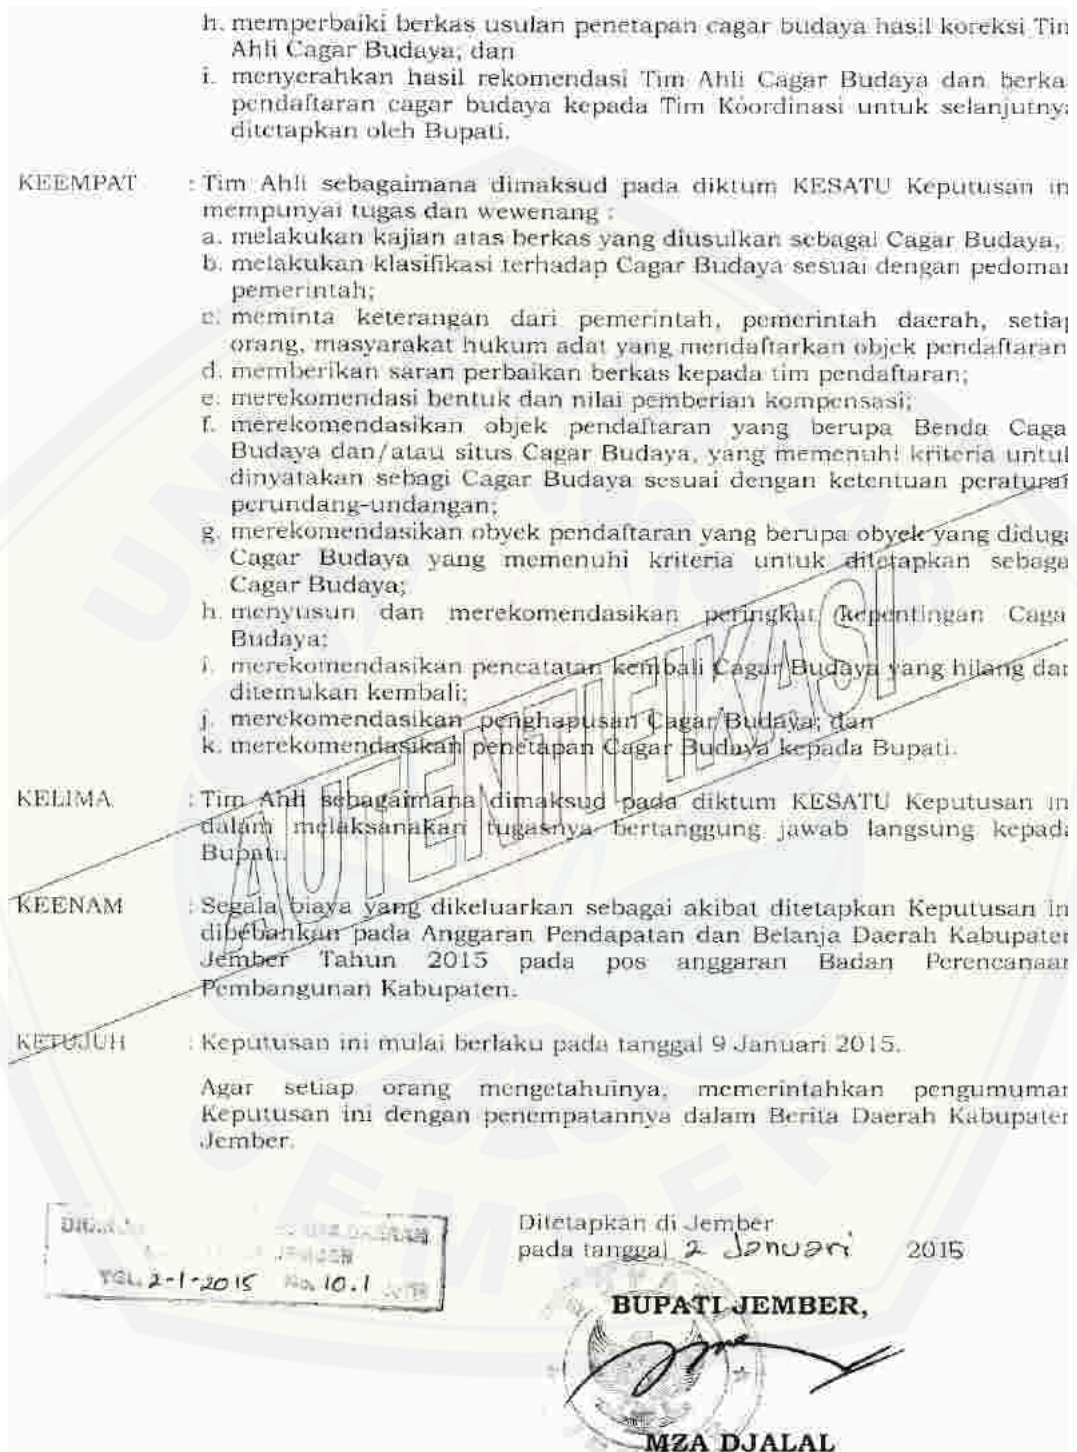 h. memperbaiki berkas usulan penetapan cagar budaya hasil koreksi Tim
Ahli Cagar Budaya; dan
i. menyerahkan hasil rekomendasi Tim Ahli Cagar Budaya dan berka
pendaftaran cagar budaya kepada Tim Koordinasi untuk selanjutnya
ditetapkan oleh Bupati.
KEEMPAT : Tim Ahli sebagaimana dimaksud pada diktum KESATU Keputusan in
mempunyai tugas dan wewenang :
a. melakukan kajian atas berkas yang diusulkan sebagai Cagar Budaya,
b. melakukan klasifikasi terhadap Cagar Budaya sesuai dengan pedoman
pemerintah;
c. meminta keterangan dari pemerintah, pemerintah daerah, setiap
orang, masyarakat hukum adat yang mendaftarkan objek pendaftaran
d. memberikan saran perbaikan berkas kepada tim pendaftaran;
e. merekomendasi bentuk dan nilai pemberian kompensasi;
f. merekomendasikan objek pendaftaran yang berupa Benda Caga
Budaya dan/atau situs Cagar Budaya, yang memenuhi kriteria untuk
dinyatakan sebagi Cagar Budaya sesuai dengan ketentuan peraturan
perundang-undangan;
g. merekomendasikan obyek pendaftaran yang berupa obyek yang diduga
Cagar Budaya yang memenuhi kriteria untuk ditetapkan sebaga
Cagar Budaya;
h. menyusun dan merekomendasikan peringkat kepentingan Caga
Budaya;
i. merekomendasikan pencatatan kembali Cagar Budaya yang hilang dan
ditemukan kembali;
j. merekomendasikan penghapusan Cagar Budaya; dan
k. merekomendasikan penetapan Cagar Budaya kepada Bupati.
AUTENTIFIKASI
KELIMA : Tim Ahli sebagaimana dimaksud pada diktum KESATU Keputusan in
dalam melaksanakan tugasnya bertanggung jawab langsung kepada
Bupati.
KEENAM : Segala biaya yang dikeluarkan sebagai akibat ditetapkan Keputusan in
dibebankan pada Anggaran Pendapatan dan Belanja Daerah Kabupaten
Jember Tahun 2015 pada pos anggaran Badan Perencanaan
Pembangunan Kabupaten.
KETUJUH : Keputusan ini mulai berlaku pada tanggal 9 Januari 2015.
Agar setiap orang mengetahuinya, memerintahkan pengumuman
Keputusan ini dengan penempatannya dalam Berita Daerah Kabupaten
Jember.
DAERAH
JEMBER
TGL. 2-1-2015 No. 10.1
Ditetapkan di Jember
pada tanggal 2 Januari 2015
BUPATI JEMBER,
MZA DJALAL
UNIVERSITAS
JEMBER